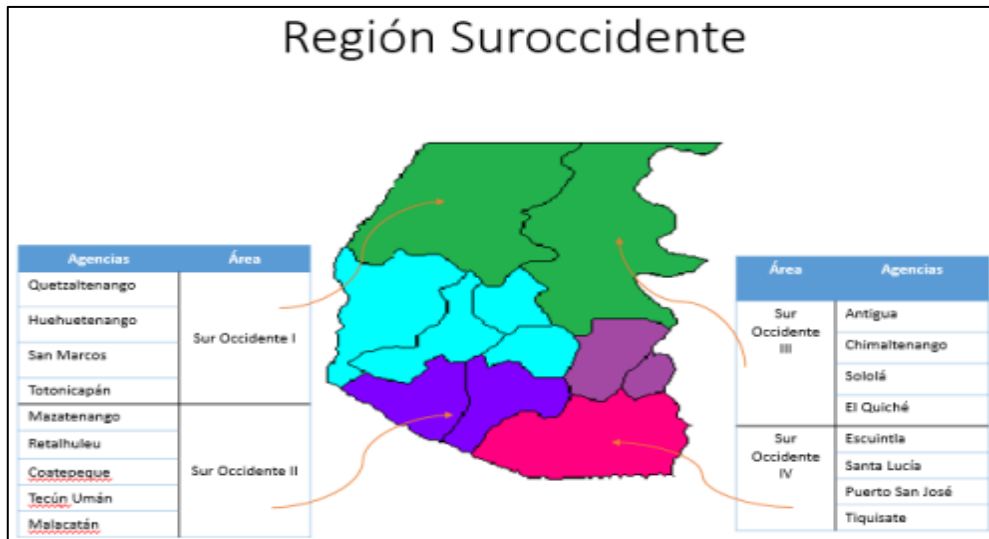 Región Suroccidente
Agencias Área
Quetzaltenango
Huehuetenango
San Marcos
Totonicapán
Sur Occidente I
Mazatenango
Retalhuleu
Coatepeque
Tecún Umán
Malacatán
Sur Occidente II
Área Agencias
Sur
Occidente
III
Antigua
Chimaltenango
Sololá
El Quiché
Sur
Occidente
IV
Escuintla
Santa Lucía
Puerto San José
Tiquisate